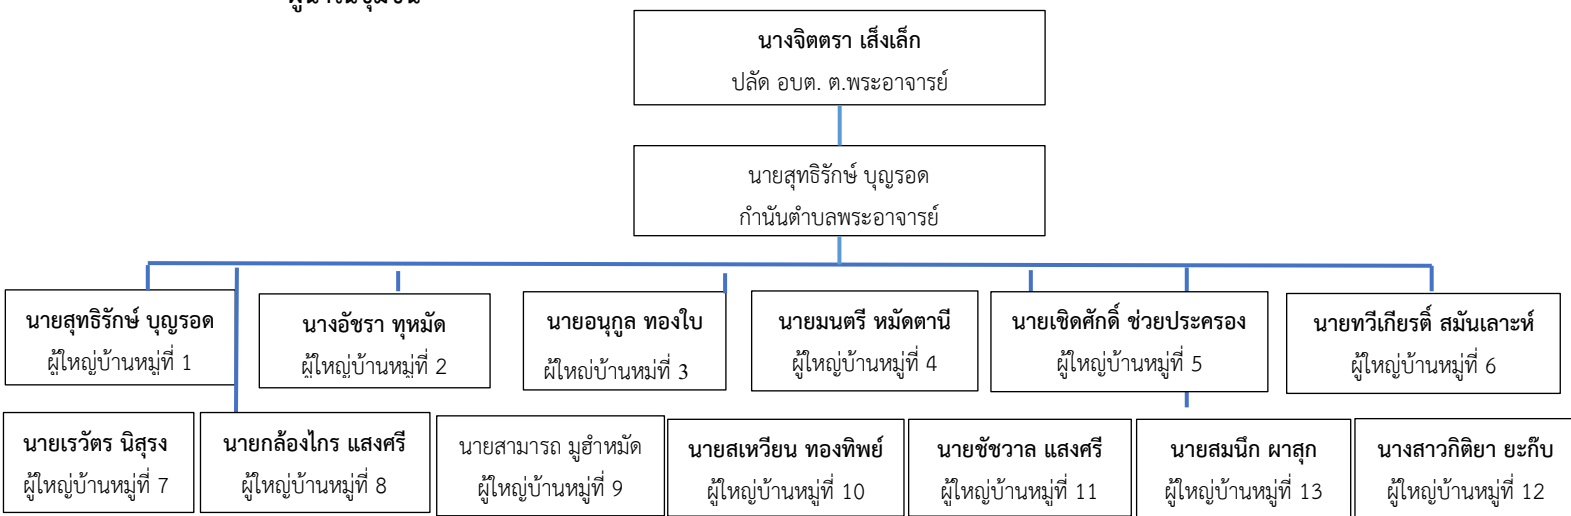 ผู้นำในชุมชน
นางจิตตรา เส็งเล็ก
ปลัด อบต. ต.พระอาจารย์
นายสุทธิรักษ์ บุญรอด
กำนันตำบลพระอาจารย์
นายสุทธิรักษ์ บุญรอด
ผู้ใหญ่บ้านหมู่ที่ 1
นางอัชรา ทุหมัด
ผู้ใหญ่บ้านหมู่ที่ 2
นายอนุกูล ทองใบ
ผู้ใหญ่บ้านหมู่ที่ 3
นายมนตรี หมัดตานี
ผู้ใหญ่บ้านหมู่ที่ 4
นายเชิดศักดิ์ ช่วยประครอง
ผู้ใหญ่บ้านหมู่ที่ 5
นายทวีเกียรติ์ สมันเลาะห์
ผู้ใหญ่บ้านหมู่ที่ 6
นายเรวัตร นิสุรง
ผู้ใหญ่บ้านหมู่ที่ 7
นายกล้องไกร แสงศรี
ผู้ใหญ่บ้านหมู่ที่ 8
นายสามารถ มูฮำหมัด
ผู้ใหญ่บ้านหมู่ที่ 9
นายสเหวียน ทองทิพย์
ผู้ใหญ่บ้านหมู่ที่ 10
นายชัชวาล แสงศรี
ผู้ใหญ่บ้านหมู่ที่ 11
นายสมนึก ผาสุก
ผู้ใหญ่บ้านหมู่ที่ 13
นางสาวกิติยา ยะก๊บ
ผู้ใหญ่บ้านหมู่ที่ 12